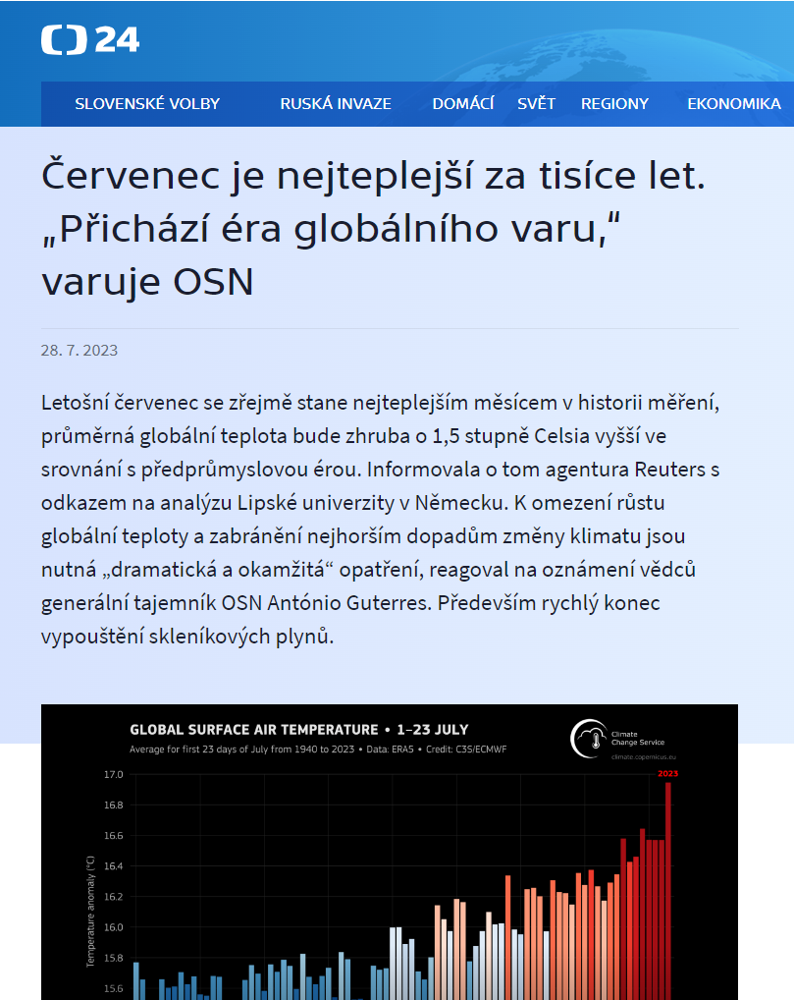 24
SLOVENSKÉ VOLBY RUSKÁ INVAZE DOMÁCÍ SVĚT REGIONY EKONOMIKA
Červenec je nejteplejší za tisíce let.
„Přichází éra globálního varu,“
varuje OSN
28. 7. 2023
Letošní červenec se zřejmě stane nejteplejším měsícem v historii měření,
průměrná globální teplota bude zhruba o 1,5 stupně Celsia vyšší ve
srovnání s předprůmyslovou érou. Informovala o tom agentura Reuters s
odkazem na analýzu Lipské univerzity v Německu. K omezení růstu
globální teploty a zabránění nejhorším dopadům změny klimatu jsou
nutná „dramatická a okamžitá“ opatření, reagoval na oznámení vědců
generální tajemník OSN António Guterres. Především rychlý konec
vypouštění skleníkových plynů.
GLOBAL SURFACE AIR TEMPERATURE • 1–23 JULY
Average for first 23 days of July from 1940 to 2023 • Data: ERA5 • Credit: C3S/ECMWF
Climate
Change Service
climate.copernicus.eu
2023
17.0
16.8
16.6
16.4
16.2
16.0
15.8
15.6
Temperature anomaly (°C)